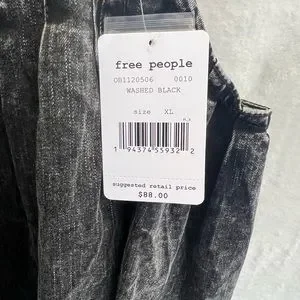 free people
OB1120506 0010
WASHED BLACK
size XL
1 94374 55932 2
suggested retail price
$88.00